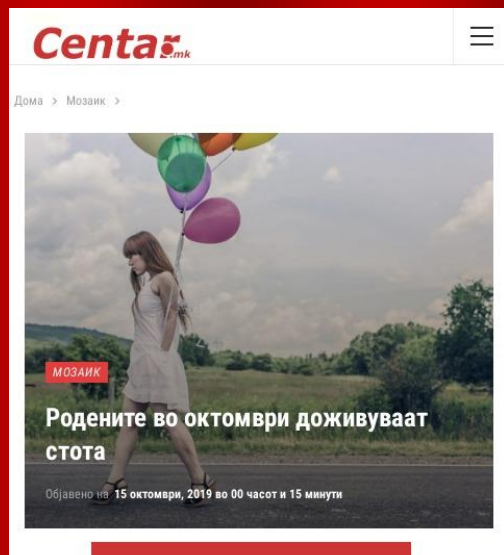 Centar.mk
Дома > Мозаик >
МОЗАИК
Родените во октомври доживуваат
стота
Објавено на 15 октомври, 2019 во 00 часот и 15 минути